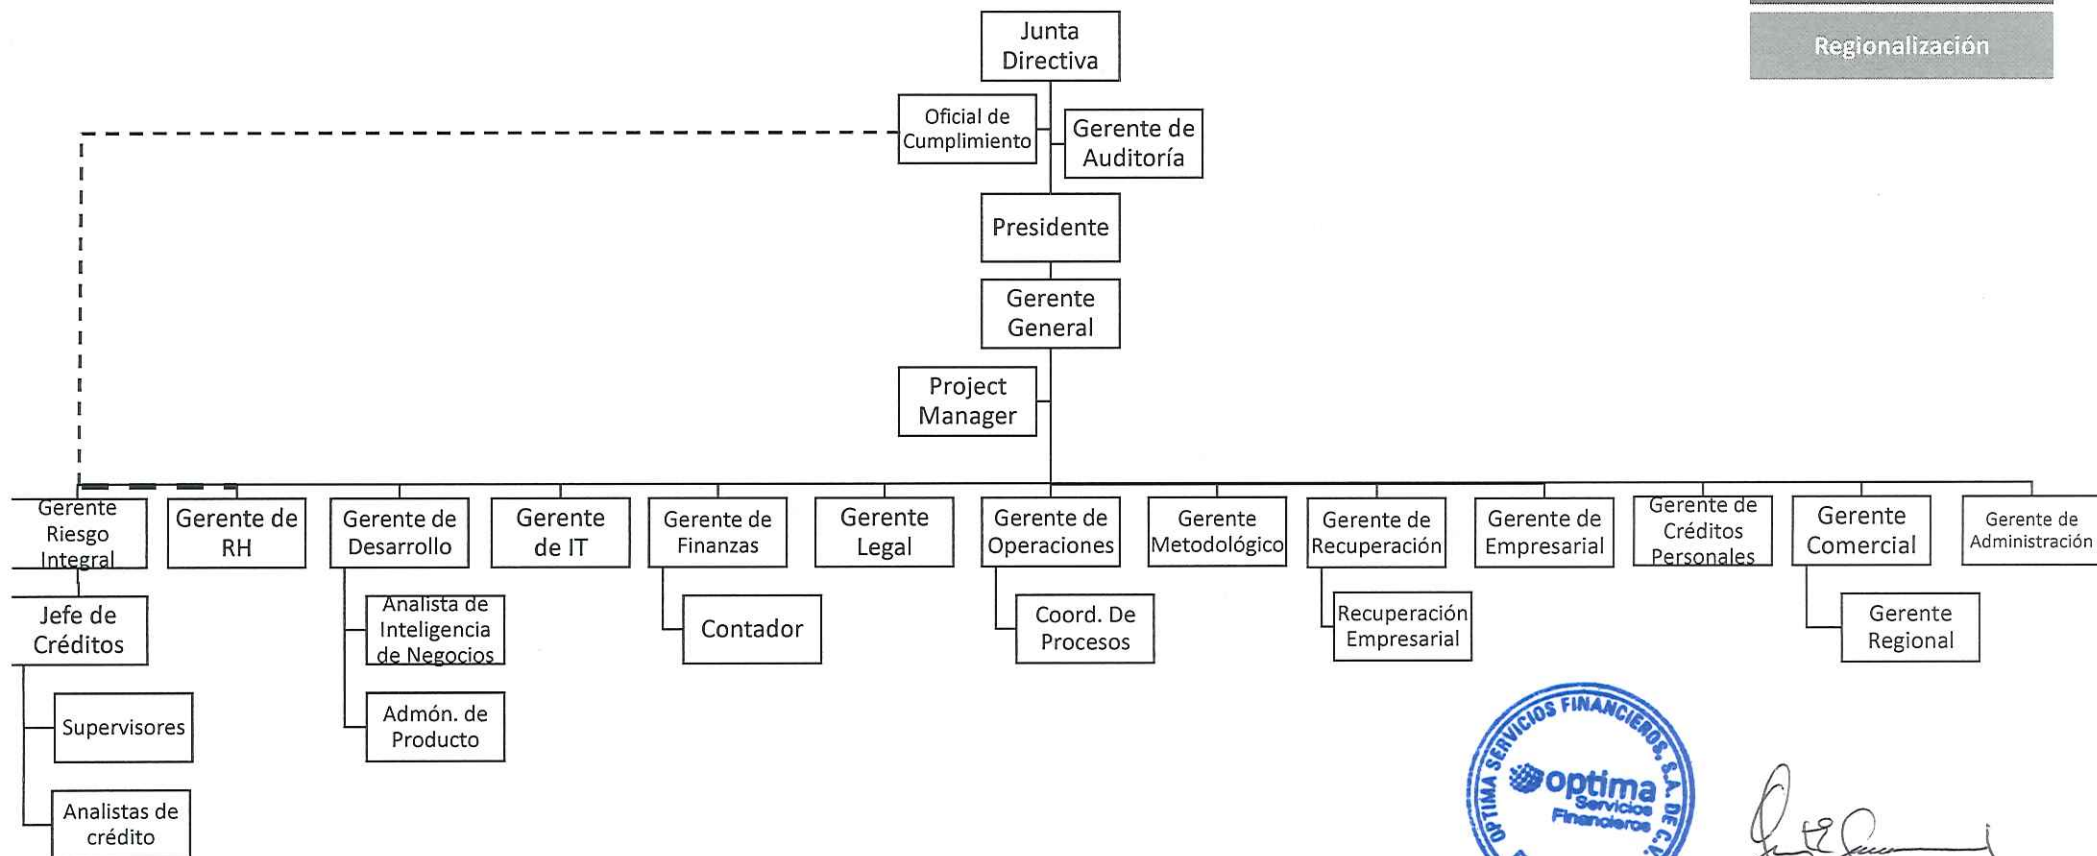 Regionalización
Junta
Directiva
Oficial de
Cumplimiento
Gerente de
Auditoría
Presidente
Gerente
General
Project
Manager
Gerente
Riesgo
Integral
Gerente de
RH
Gerente de
Desarrollo
Gerente
de IT
Gerente de
Finanzas
Gerente
Legal
Gerente de
Operaciones
Gerente
Metodológico
Gerente de
Recuperación
Gerente de
Empresarial
Gerente de
Créditos
Personales
Gerente
Comercial
Gerente de
Administración
Jefe de
Créditos
Analista de
Inteligencia
de Negocios
Contador
Coord. De
Procesos
Recuperación
Empresarial
Gerente
Regional
Supervisores
Admón. de
Producto
Analistas de
crédito
OPTIMA SERVICIOS FINANCIEROS, S.A. DE C.V.
optima
Servicios
Financieros